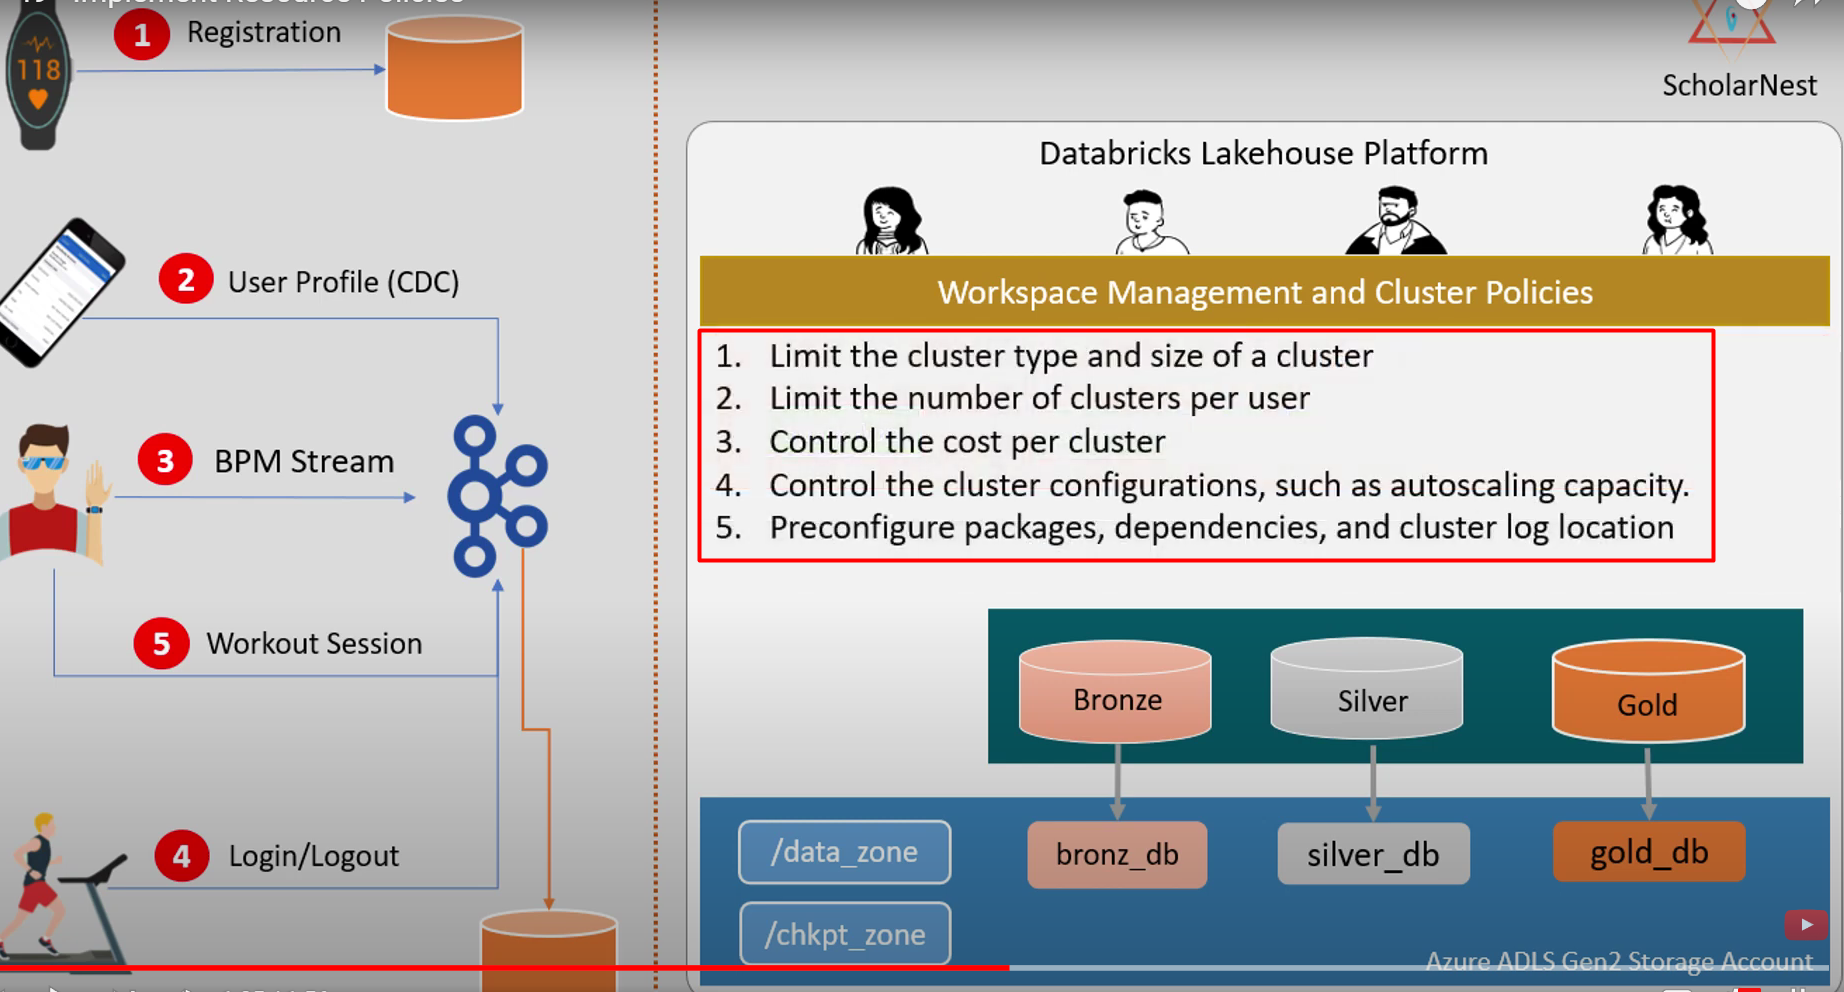 Implement Resource Policies
1 Registration
118
ScholarNest
Databricks Lakehouse Platform
2 User Profile (CDC)
Workspace Management and Cluster Policies
1. Limit the cluster type and size of a cluster
2. Limit the number of clusters per user
3. Control the cost per cluster
4. Control the cluster configurations, such as autoscaling capacity.
5. Preconfigure packages, dependencies, and cluster log location
3 BPM Stream
5 Workout Session
4 Login/Logout
Bronze
Silver
Gold
/data_zone
bronz_db
silver_db
gold_db
/chkpt_zone
Azure ADLS Gen2 Storage Account